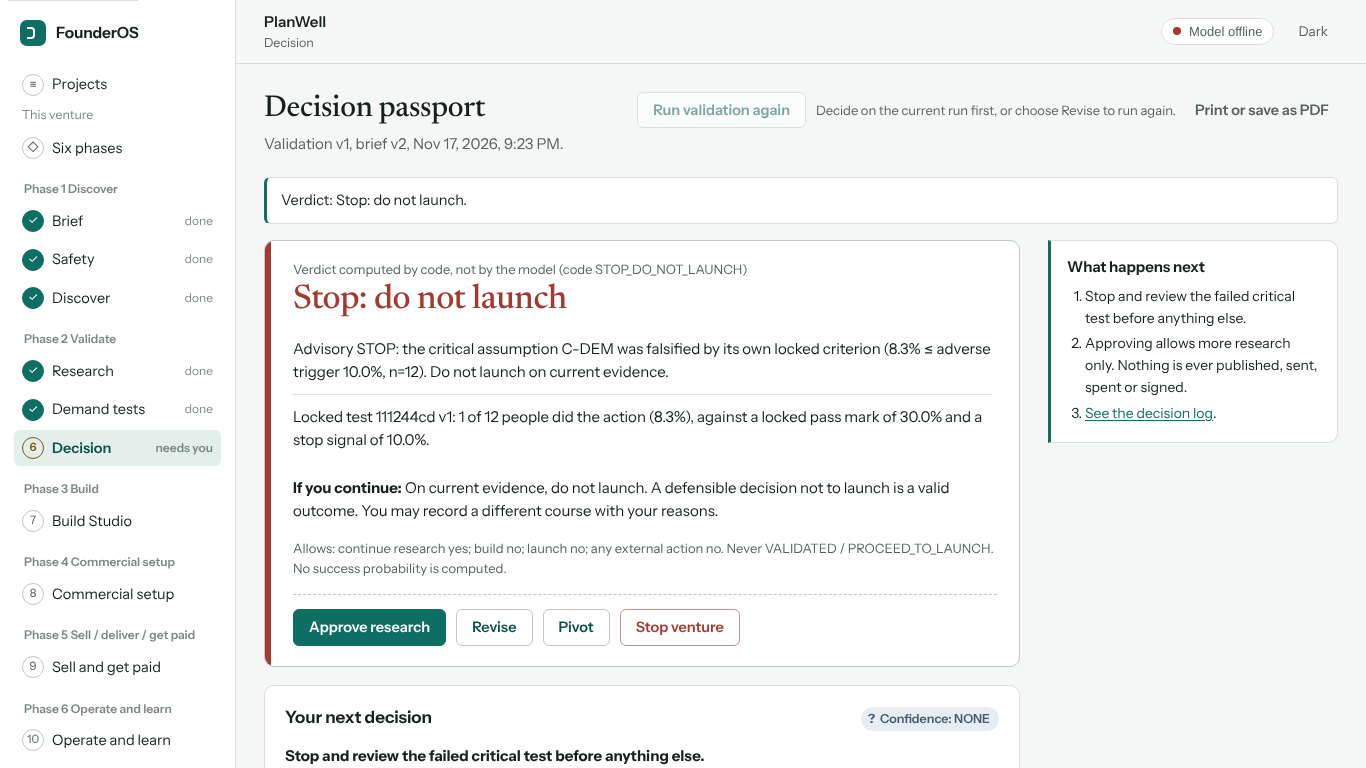 FounderOS
Projects
This venture
Six phases
Phase 1 Discover
Brief done
Safety done
Discover done
Phase 2 Validate
Research done
Demand tests done
6 Decision needs you
Phase 3 Build
7 Build Studio
Phase 4 Commercial setup
8 Commercial setup
Phase 5 Sell / deliver / get paid
9 Sell and get paid
Phase 6 Operate and learn
10 Operate and learn
PlanWell
Decision
Model offline
Dark
Decision passport
Validation v1, brief v2, Nov 17, 2026, 9:23 PM.
Run validation again
Decide on the current run first, or choose Revise to run again.
Print or save as PDF
Verdict: Stop: do not launch.
Verdict computed by code, not by the model (code STOP_DO_NOT_LAUNCH)
Stop: do not launch
Advisory STOP: the critical assumption C-DEM was falsified by its own locked criterion (8.3% ≤ adverse
trigger 10.0%, n=12). Do not launch on current evidence.
Locked test 111244cd v1: 1 of 12 people did the action (8.3%), against a locked pass mark of 30.0% and a
stop signal of 10.0%.
If you continue: On current evidence, do not launch. A defensible decision not to launch is a valid
outcome. You may record a different course with your reasons.
Allows: continue research yes; build no; launch no; any external action no. Never VALIDATED / PROCEED_TO_LAUNCH.
No success probability is computed.
Approve research
Revise
Pivot
Stop venture
What happens next
1. Stop and review the failed critical
test before anything else.
2. Approving allows more research
only. Nothing is ever published, sent,
spent or signed.
3. See the decision log.
Your next decision
? Confidence: NONE
Stop and review the failed critical test before anything else.